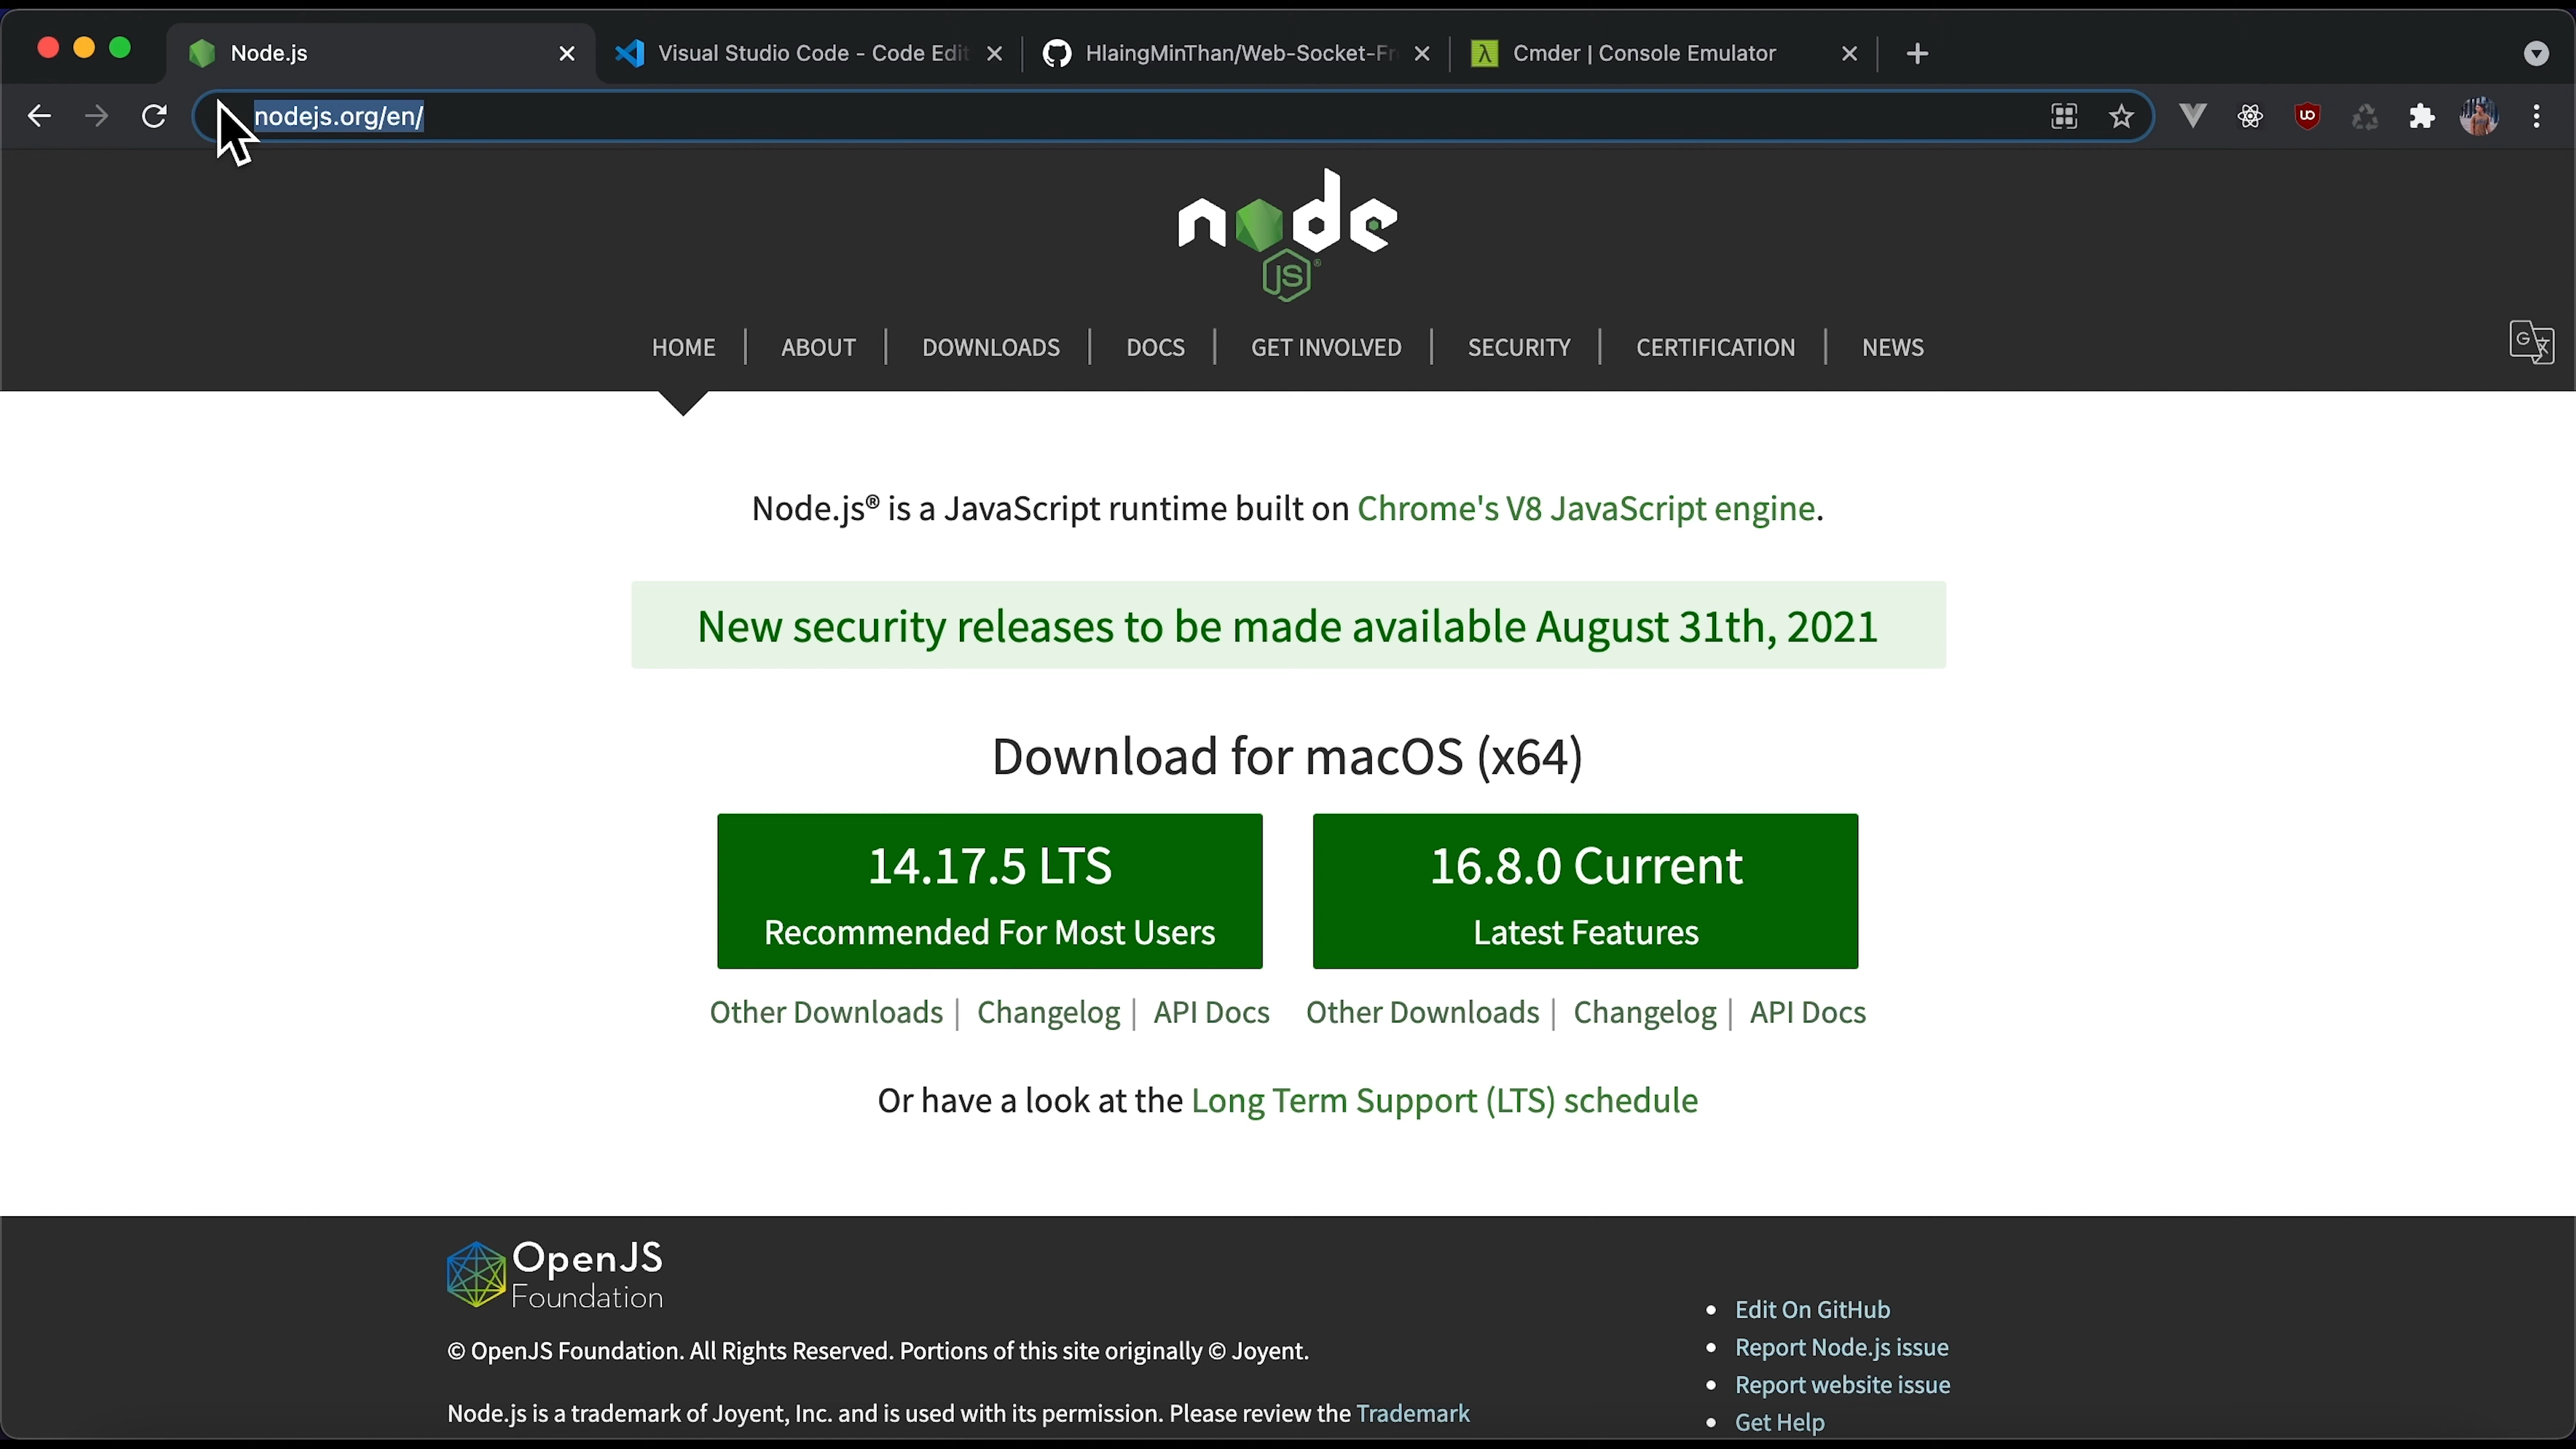 Node.js
Visual Studio Code - Code Edit
HlaingMinThan/Web-Socket-Fr
Cmder | Console Emulator
nodejs.org/en/
node
JS
HOME | ABOUT | DOWNLOADS | DOCS | GET INVOLVED | SECURITY | CERTIFICATION | NEWS
Node.js® is a JavaScript runtime built on Chrome's V8 JavaScript engine.
New security releases to be made available August 31th, 2021
Download for macOS (x64)
14.17.5 LTS
Recommended For Most Users
16.8.0 Current
Latest Features
Other Downloads | Changelog | API Docs
Other Downloads | Changelog | API Docs
Or have a look at the Long Term Support (LTS) schedule
OpenJS
Foundation
© OpenJS Foundation. All Rights Reserved. Portions of this site originally © Joyent.
Node.js is a trademark of Joyent, Inc. and is used with its permission. Please review the Trademark
Edit On GitHub
Report Node.js issue
Report website issue
Get Help